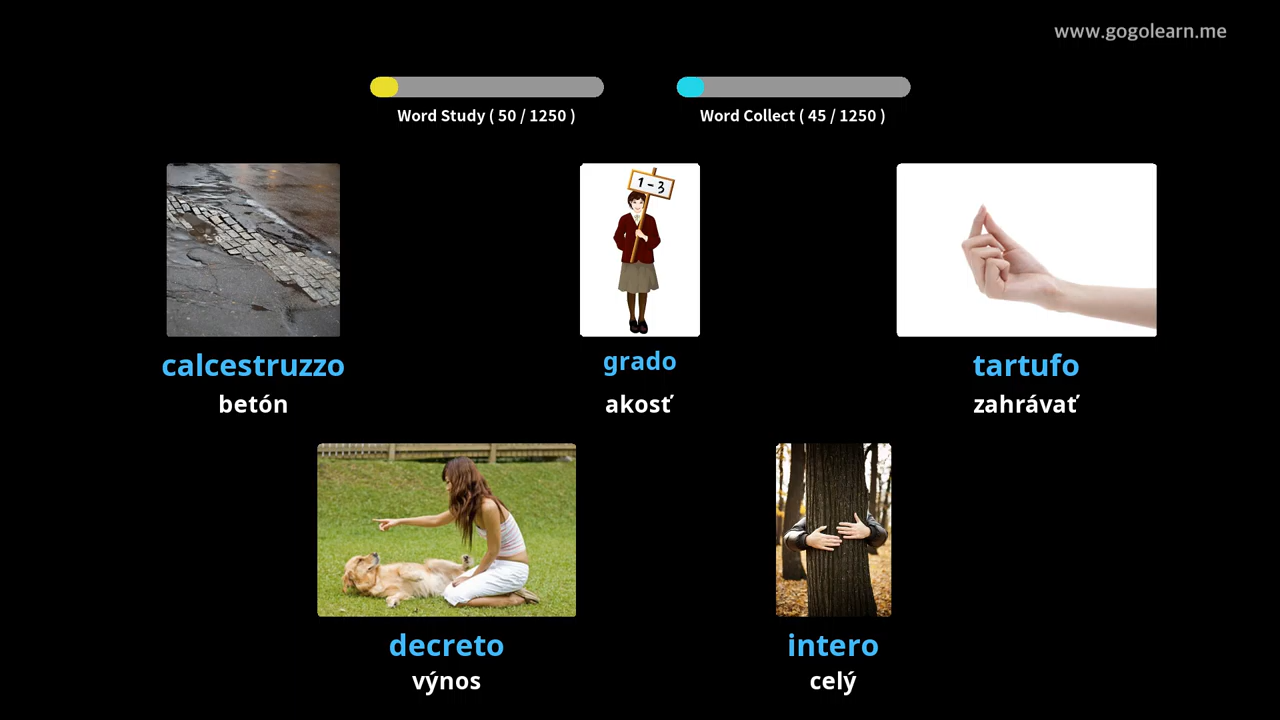 www.gogolearn.me
Word Study ( 50 / 1250 )
Word Collect ( 45 / 1250 )
1 - 3
calcestruzzo
betón
grado
akosť
tartufo
zahrávať
decreto
výnos
intero
celý